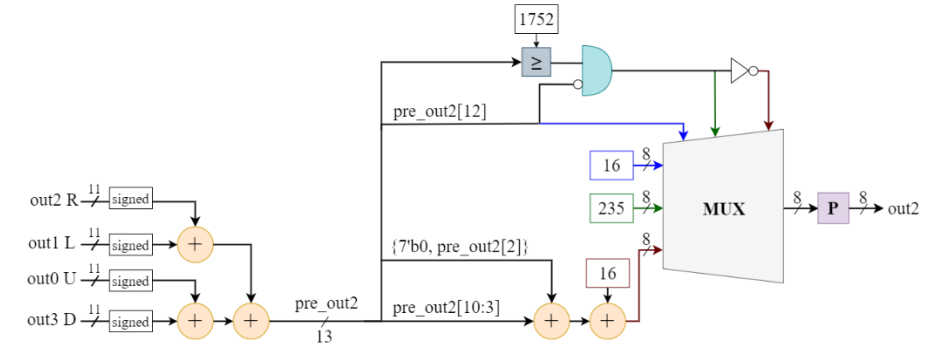 1752
≥
pre_out2[12]
16
8
235
8
MUX
8
P
8
out2
out2 R
11
signed
out1 L
11
signed
out0 U
11
signed
out3 D
11
signed
+
+
+
+
pre_out2
13
{7'b0, pre_out2[2]}
pre_out2[10:3]
+
16
+
8